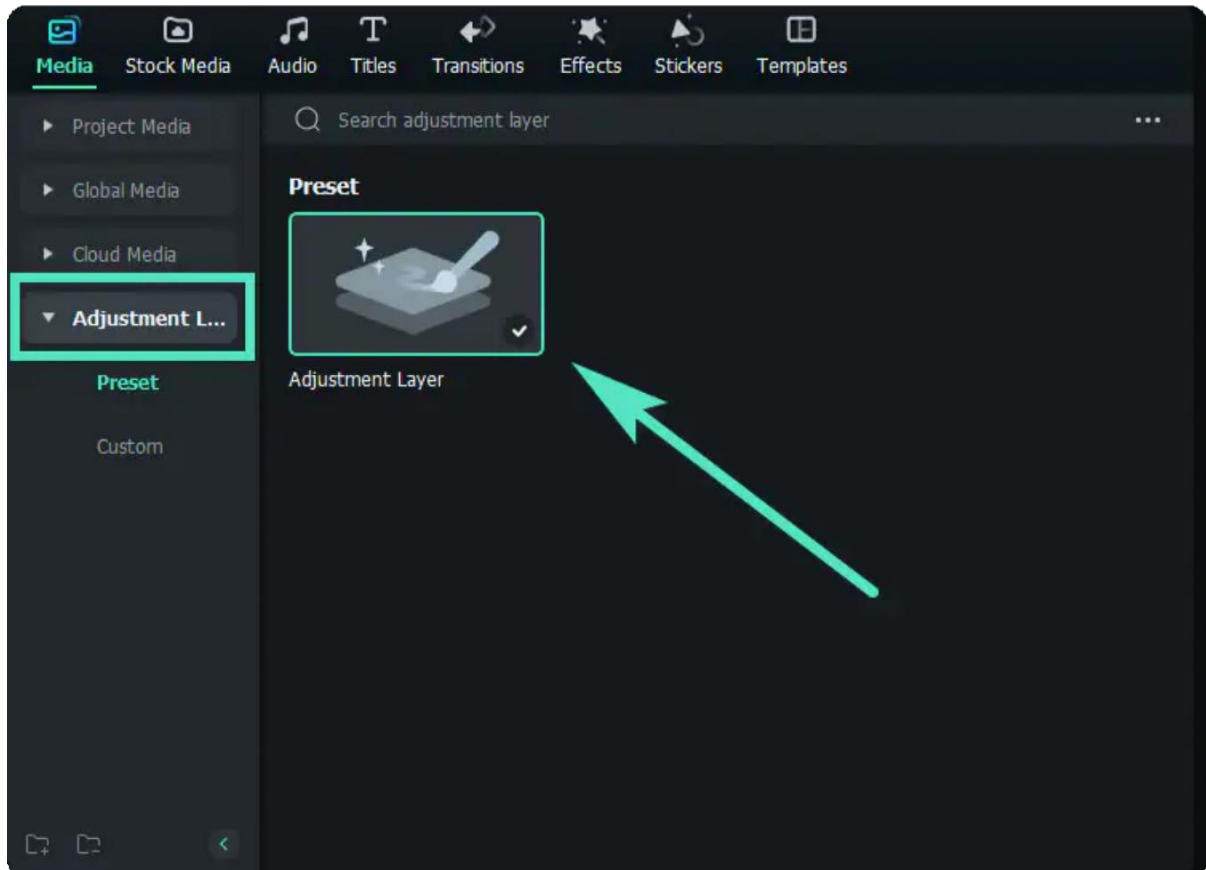 Media Stock Media Audio Titles Transitions Effects Stickers Templates
Project Media
Search adjustment layer
Global Media
Preset
Cloud Media
Adjustment L...
Preset
Adjustment Layer
Custom